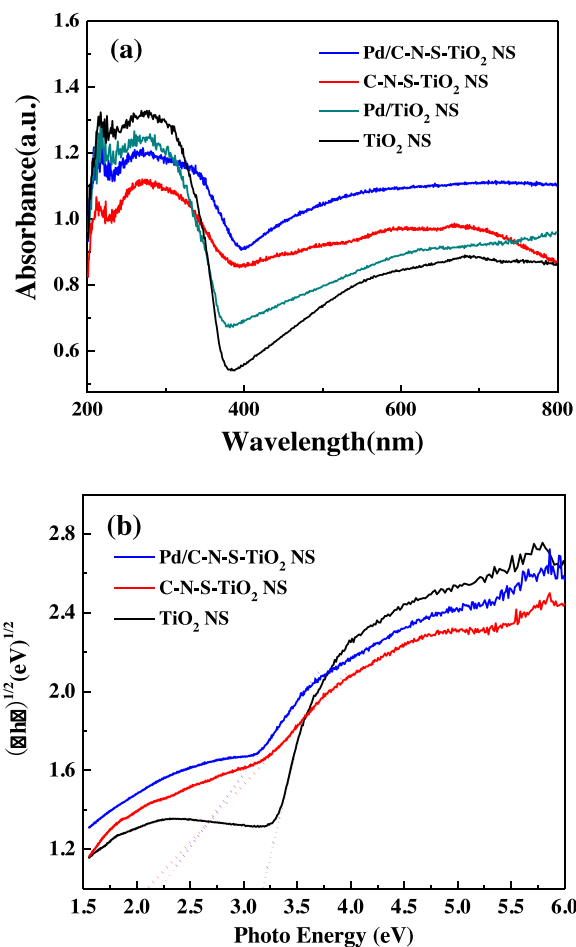 (a)
Pd/C-N-S-TiO₂ NS
C-N-S-TiO₂ NS
Pd/TiO₂ NS
TiO₂ NS
1.6
1.4
1.2
1.0
0.8
0.6
Absorbance(a.u.)
200 400 600 800
Wavelength(nm)
(b)
Pd/C-N-S-TiO₂ NS
C-N-S-TiO₂ NS
TiO₂ NS
2.8
2.4
2.0
1.6
1.2
(□h□)^1/2(eV)^1/2
1.5 2.0 2.5 3.0 3.5 4.0 4.5 5.0 5.5 6.0
Photo Energy (eV)